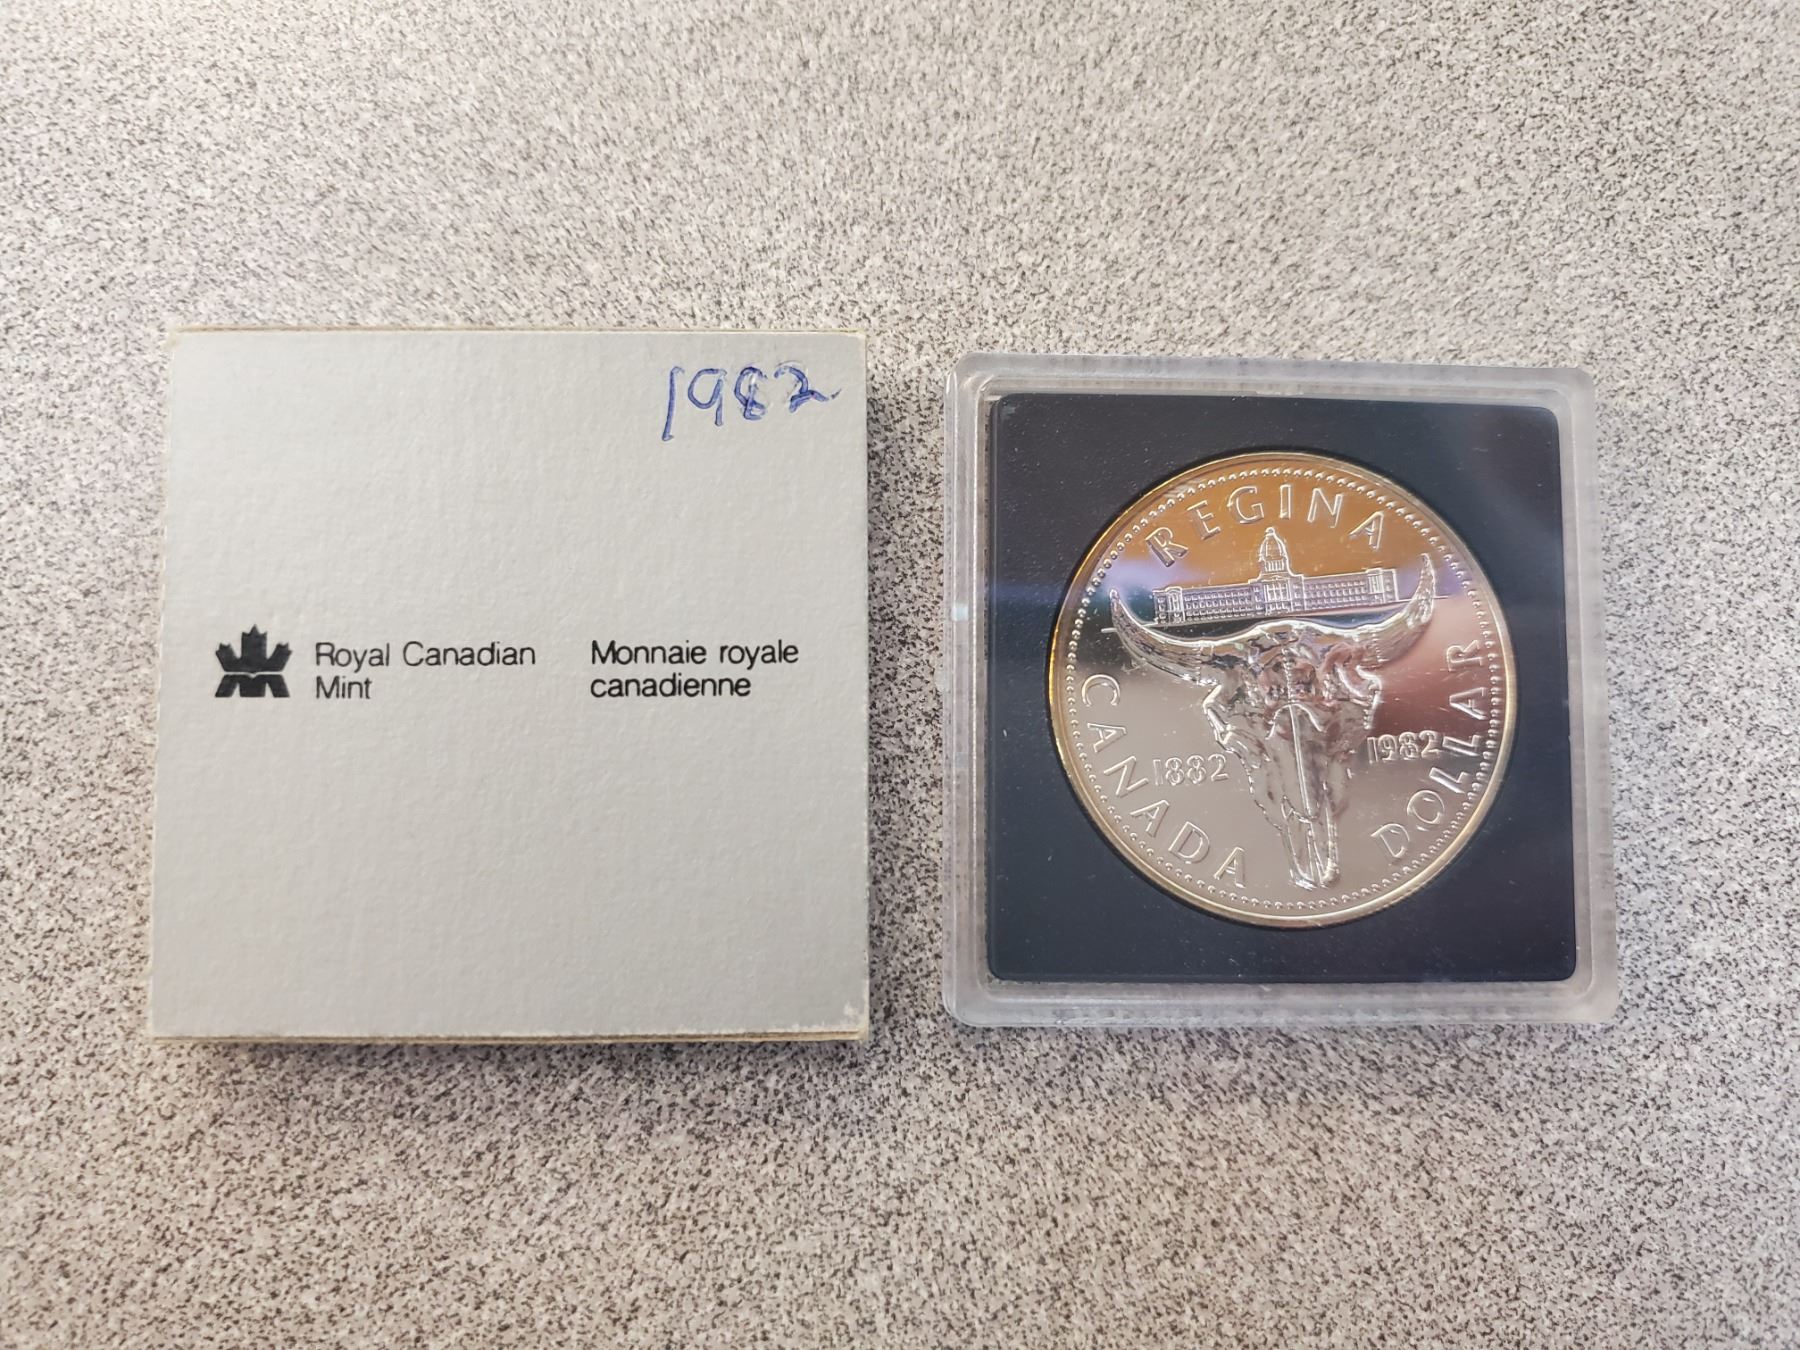 1982
Royal Canadian
Mint
Monnaie royale
canadienne
REGINA
1882
1982
CANADA
DOLLAR